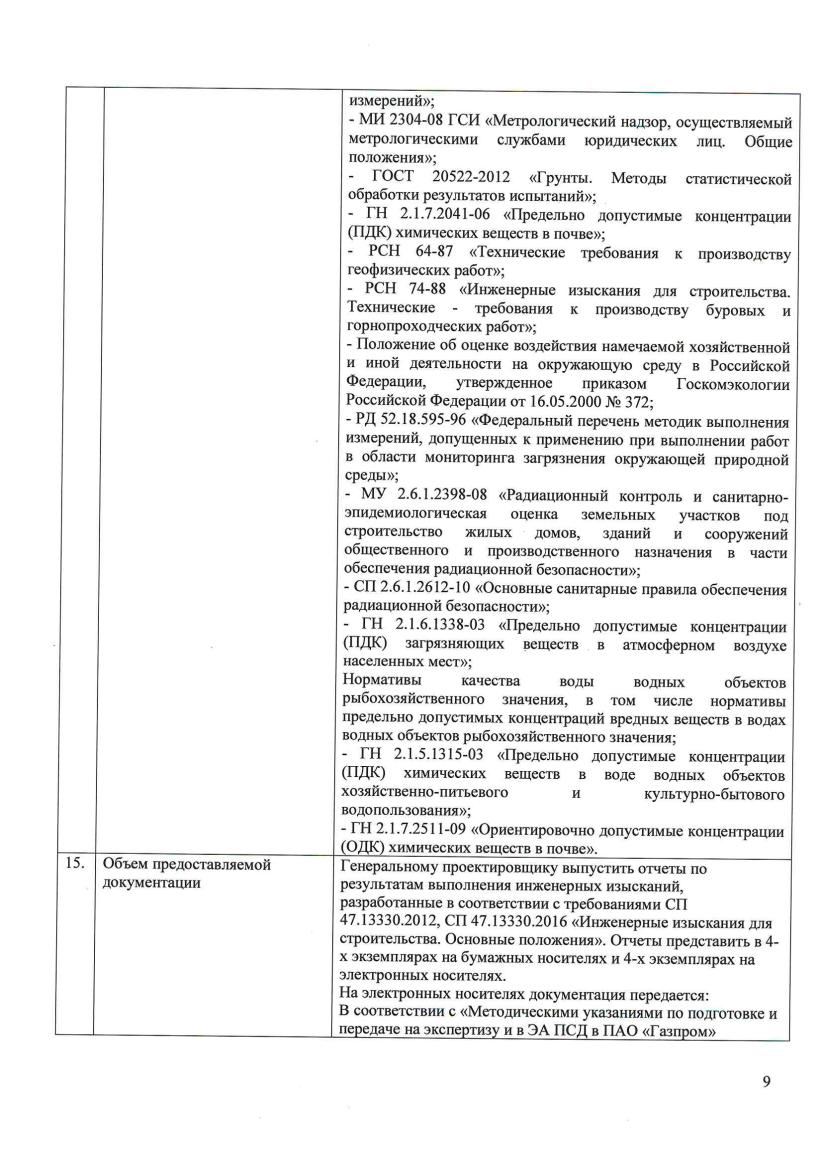 измерений»;
- МИ 2304-08 ГСИ «Метрологический надзор, осуществляемый
метрологическими службами юридических лиц. Общие
положения»;
- ГОСТ 20522-2012 «Грунты. Методы статистической
обработки результатов испытаний»;
- ГН 2.1.7.2041-06 «Предельно допустимые концентрации
(ПДК) химических веществ в почве»;
- РСН 64-87 «Технические требования к производству
геофизических работ»;
- РСН 74-88 «Инженерные изыскания для строительства.
Технические - требования к производству буровых и
горнопроходческих работ»;
- Положение об оценке воздействия намечаемой хозяйственной
и иной деятельности на окружающую среду в Российской
Федерации, утвержденное приказом Госкомэкологии
Российской Федерации от 16.05.2000 № 372;
- РД 52.18.595-96 «Федеральный перечень методик выполнения
измерений, допущенных к применению при выполнении работ
в области мониторинга загрязнения окружающей природной
среды»;
- МУ 2.6.1.2398-08 «Радиационный контроль и санитарно-
эпидемиологическая оценка земельных участков под
строительство жилых домов, зданий и сооружений
общественного и производственного назначения в части
обеспечения радиационной безопасности»;
- СП 2.6.1.2612-10 «Основные санитарные правила обеспечения
радиационной безопасности»;
- ГН 2.1.6.1338-03 «Предельно допустимые концентрации
(ПДК) загрязняющих веществ в атмосферном воздухе
населенных мест»;
Нормативы качества воды водных объектов
рыбохозяйственного значения, в том числе нормативы
предельно допустимых концентраций вредных веществ в водах
водных объектов рыбохозяйственного значения;
- ГН 2.1.5.1315-03 «Предельно допустимые концентрации
(ПДК) химических веществ в воде водных объектов
хозяйственно-питьевого и культурно-бытового
водопользования»;
- ГН 2.1.7.2511-09 «Ориентировочно допустимые концентрации
(ОДК) химических веществ в почве».
15. Объем предоставляемой
документации
Генеральному проектировщику выпустить отчеты по
результатам выполнения инженерных изысканий,
разработанные в соответствии с требованиями СП
47.13330.2012, СП 47.13330.2016 «Инженерные изыскания для
строительства. Основные положения». Отчеты представить в 4-
х экземплярах на бумажных носителях и 4-х экземплярах на
электронных носителях.
На электронных носителях документация передается:
В соответствии с «Методическими указаниями по подготовке и
передаче на экспертизу и в ЭА ПСД в ПАО «Газпром»
9